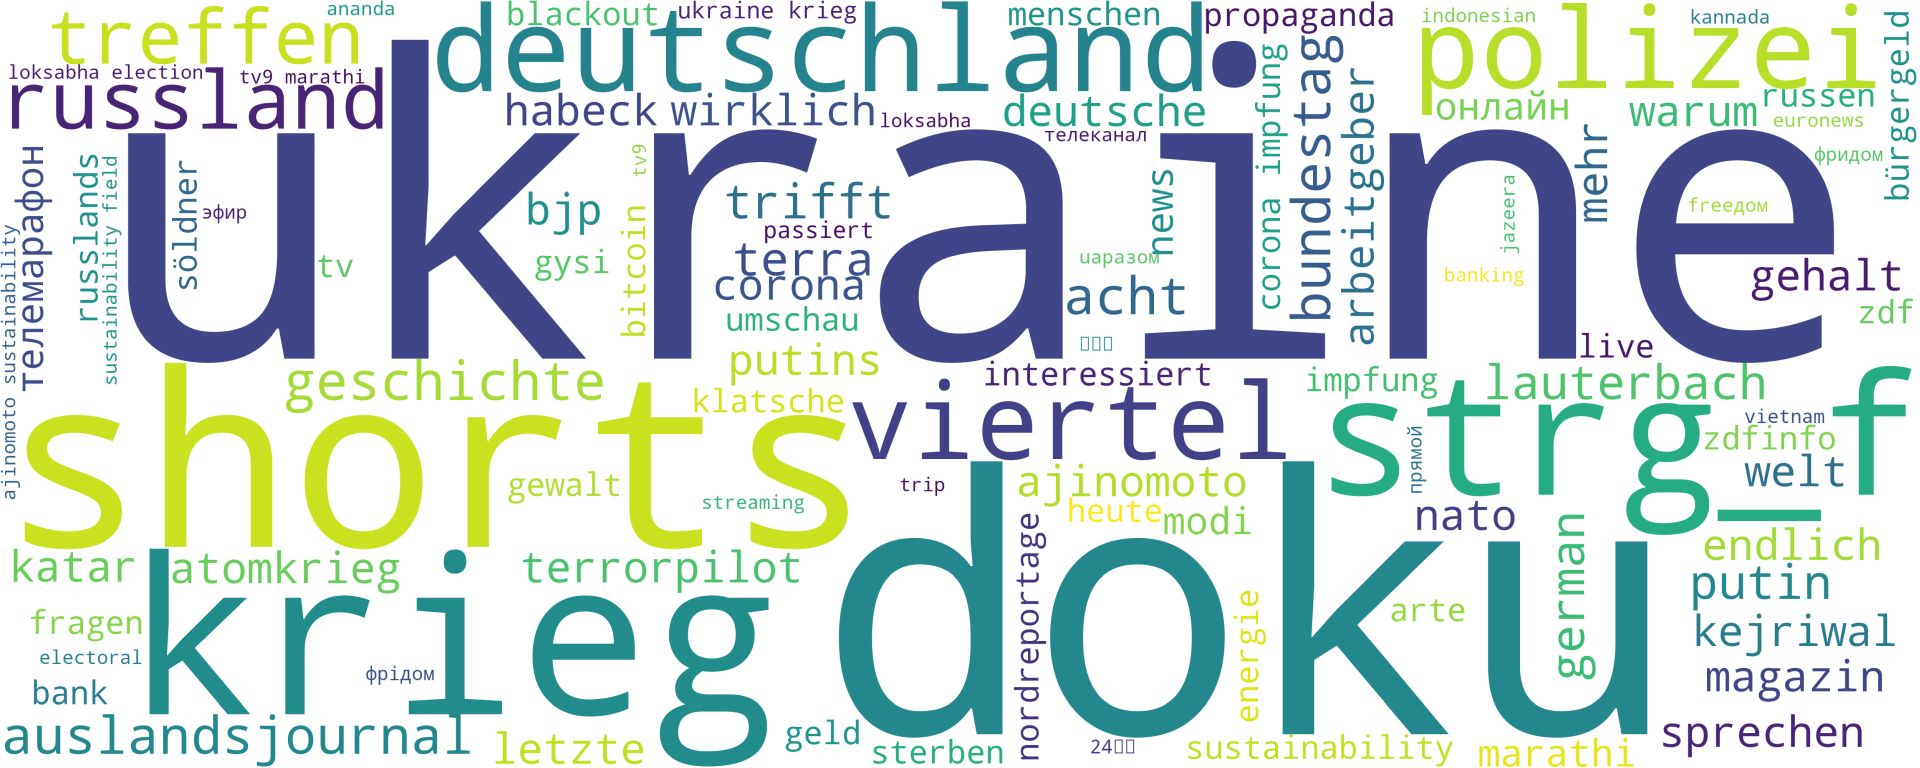 ananda
blackout
ukraine krieg
menschen
propaganda
indonesian
kannada
treffen
deutschland
polizei
bürgergeld
loksabha election
tv9 marathi
russland
habeck
wirklich
loksabha
deutsche
impfung
bundestag
онлайн
warum
russen
euronews
телеканал
ukraine
телемарафон
russlands
sustainability field
söldner
эфир
tv
bjp
gysi
tv9
bitcoin
trifft
passiert
terra
corona
umschau
putins
klatsche
news
иаразом
acht
corona
arbeitgeber
mehr
jazeera
banking
freeдом
фридом
gehalt
zdf
live
ajinomoto sustainability
geschichte
shorts
gewalt
streaming
interessiert
viertel
trip
impfung
lauterbach
strg_f
прямой
vietnam
zdfinfo
welt
ajinomoto
heute
modi
nato
endlich
katar
atomkrieg
terrorpilot
krieg
doku
nordreportage
german
putin
fragen
electoral
bank
фрідом
energie
arte
kejriwal
magazin
auslandsjournal
letzte
geld
sterben
24
sustainability
marathi
sprechen